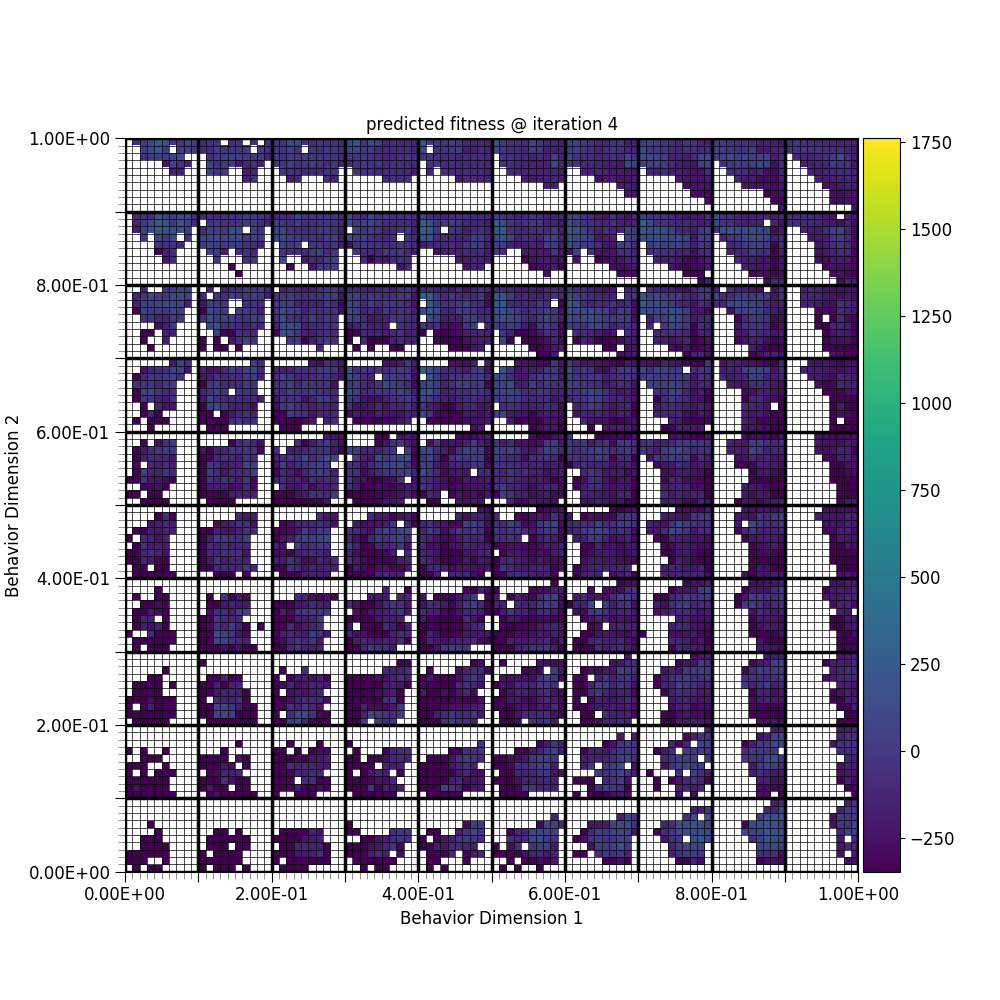 predicted fitness @ iteration 4
1.00E+00
8.00E-01
6.00E-01
4.00E-01
2.00E-01
0.00E+00
Behavior Dimension 2
0.00E+00 2.00E-01 4.00E-01 6.00E-01 8.00E-01 1.00E+00
Behavior Dimension 1
1750
1500
1250
1000
750
500
250
0
−250